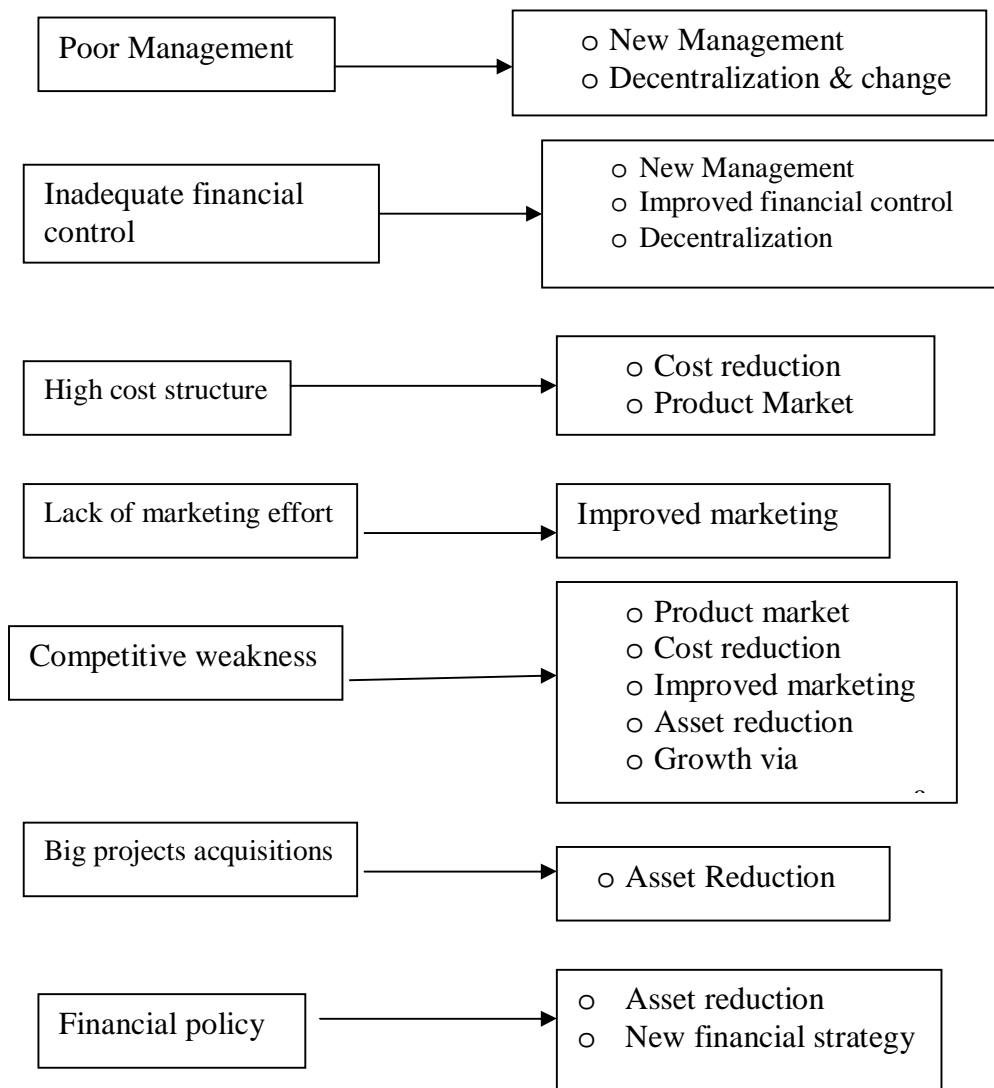 Poor Management
o New Management
o Decentralization & change
Inadequate financial
control
o New Management
o Improved financial control
o Decentralization
High cost structure
o Cost reduction
o Product Market
Lack of marketing effort
Improved marketing
Competitive weakness
o Product market
o Cost reduction
o Improved marketing
o Asset reduction
o Growth via
Big projects acquisitions
o Asset Reduction
Financial policy
o Asset reduction
o New financial strategy